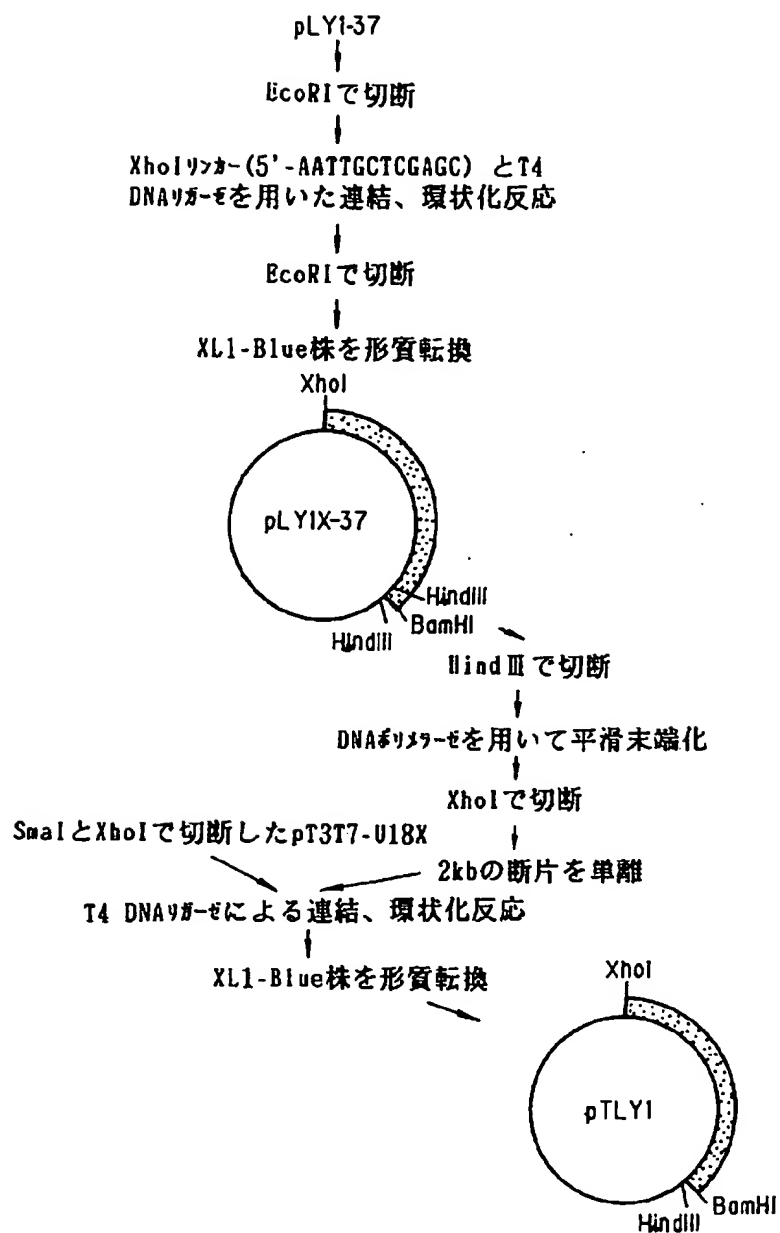 pLY1-37
EcoRIで切断
XhoIリンカー(5'-AATTGCTCGAGC) とT4
DNAリガーゼを用いた連結、環状化反応
EcoRIで切断
XL1-Blue株を形質転換
XhoI
pLY1X-37
HindIII
BamHI
HindIII
HindⅢで切断
DNAポリメラーゼを用いて平滑末端化
XhoIで切断
SmaIとXhoIで切断したpT3T7-U18X
2kbの断片を単離
T4 DNAリガーゼによる連結、環状化反応
XL1-Blue株を形質転換
XhoI
pTLY1
BamHI
HindIII